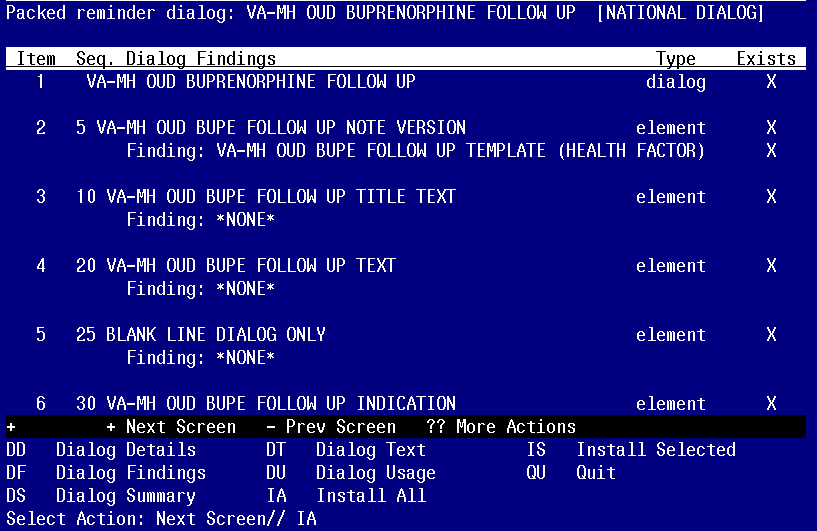 Packed reminder dialog: VA-MH OUD BUPRENORPHINE FOLLOW UP  [NATIONAL DIALOG]
Item  Seq. Dialog Findings  Type  Exists
1  VA-MH OUD BUPRENORPHINE FOLLOW UP  dialog  X
2  5 VA-MH OUD BUPE FOLLOW UP NOTE VERSION  element  X
Finding: VA-MH OUD BUPE FOLLOW UP TEMPLATE (HEALTH FACTOR)  X
3  10 VA-MH OUD BUPE FOLLOW UP TITLE TEXT  element  X
Finding: *NONE*
4  20 VA-MH OUD BUPE FOLLOW UP TEXT  element  X
Finding: *NONE*
5  25 BLANK LINE DIALOG ONLY  element  X
Finding: *NONE*
6  30 VA-MH OUD BUPE FOLLOW UP INDICATION  element  X
+  + Next Screen  - Prev Screen  ?? More Actions
DD  Dialog Details  DT  Dialog Text  IS  Install Selected
DF  Dialog Findings  DU  Dialog Usage  QU  Quit
DS  Dialog Summary  IA  Install All
Select Action: Next Screen// IA